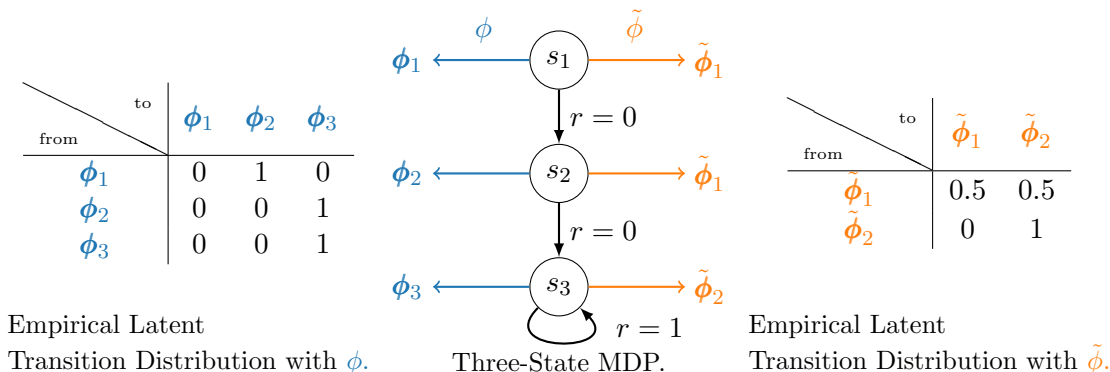 to
from
ϕ₁ ϕ₂ ϕ₃
ϕ₁ 0 1 0
ϕ₂ 0 0 1
ϕ₃ 0 0 1
Empirical Latent
Transition Distribution with ϕ.
ϕ ϕ̃
ϕ₁ s₁ ϕ̃₁
r = 0
ϕ₂ s₂ ϕ̃₁
r = 0
ϕ₃ s₃ ϕ̃₂
r = 1
Three-State MDP.
to
from
ϕ̃₁ ϕ̃₂
ϕ̃₁ 0.5 0.5
ϕ̃₂ 0 1
Empirical Latent
Transition Distribution with ϕ̃.